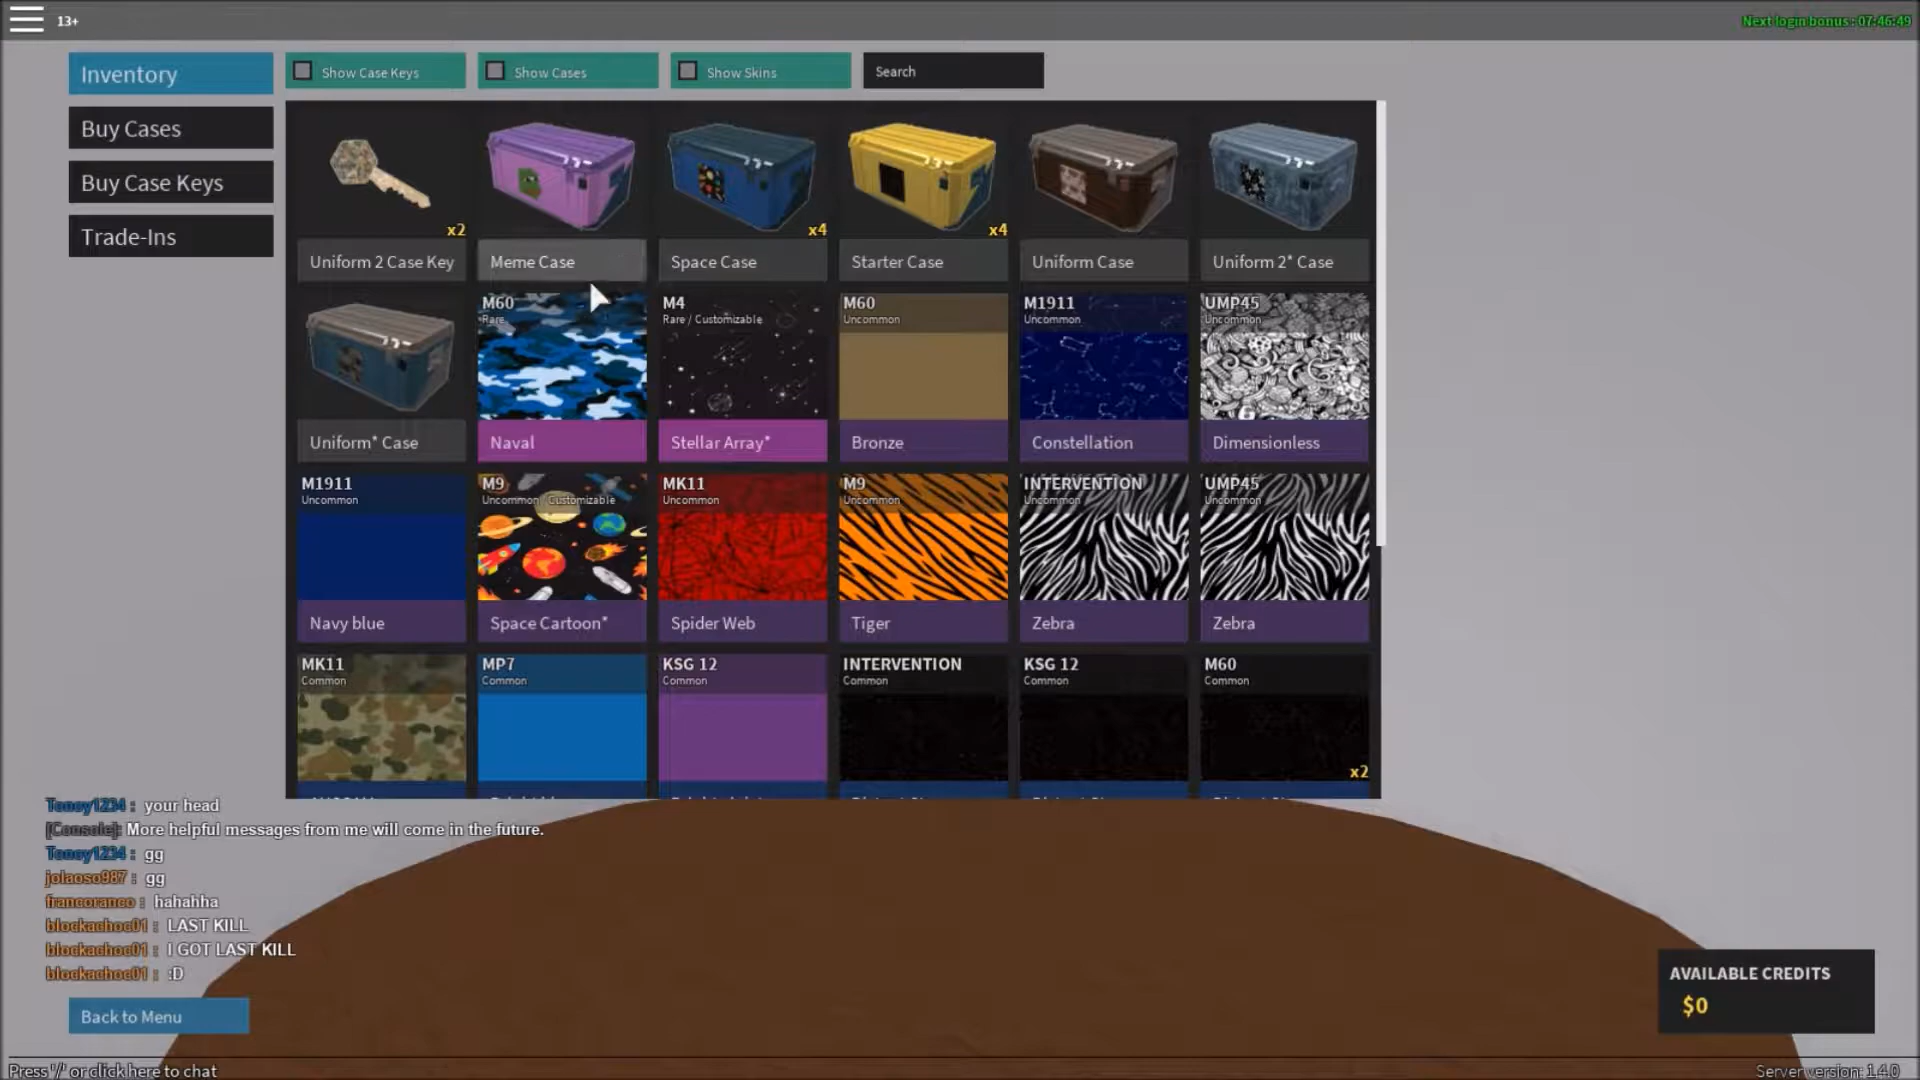 13+
Next login bonus: 07:46:49
Inventory
Show Case Keys
Show Cases
Show Skins
Search
Buy Cases
Buy Case Keys
Trade-Ins
x2
x4
x4
Uniform 2 Case Key
Meme Case
Space Case
Starter Case
Uniform Case
Uniform 2* Case
M60
Rare
M4
Rare / Customizable
M60
Uncommon
M1911
Uncommon
UMP45
Uncommon
Uniform* Case
Naval
Stellar Array*
Bronze
Constellation
Dimensionless
M1911
Uncommon
M9
Uncommon Customizable
MK11
Uncommon
M9
Uncommon
INTERVENTION
Uncommon
UMP45
Uncommon
Navy blue
Space Cartoon*
Spider Web
Tiger
Zebra
Zebra
MK11
Common
MP7
Common
KSG 12
Common
INTERVENTION
Common
KSG 12
Common
M60
Common
x2
Tonoy1234 : your head
[Console]: More helpful messages from me will come in the future.
Tonoy1234 : gg
jolaoso987 : gg
francoranco : hahahha
blockachoc01 : LAST KILL
blockachoc01 : I GOT LAST KILL
blockachoc01 : :D
Back to Menu
AVAILABLE CREDITS
$0
Press '/' or click here to chat
Server version: 1.4.0